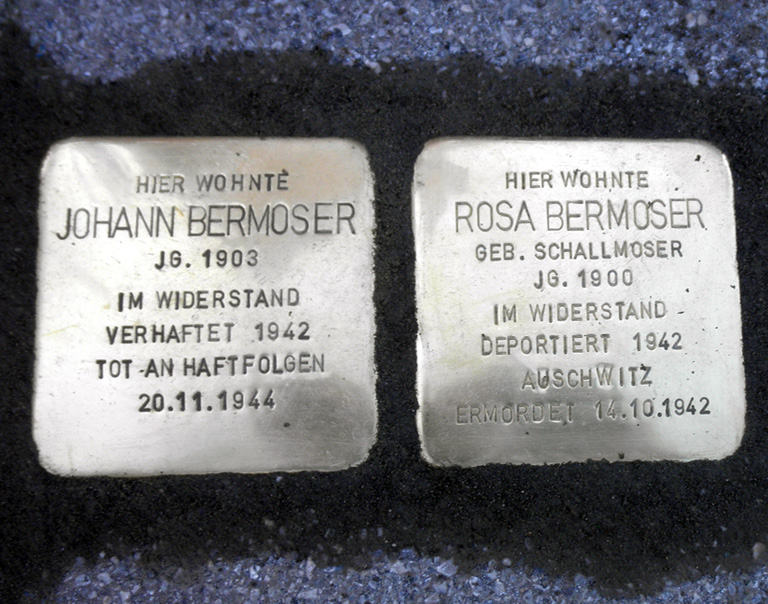 HIER WOHNTE
JOHANN BERMOSER
JG. 1903
IM WIDERSTAND
VERHAFTET 1942
TOT AN HAFTFOLGEN
20.11.1944
HIER WOHNTE
ROSA BERMOSER
GEB. SCHALLMOSER
JG. 1900
IM WIDERSTAND
DEPORTIERT 1942
AUSCHWITZ
ERMORDET 14.10.1942